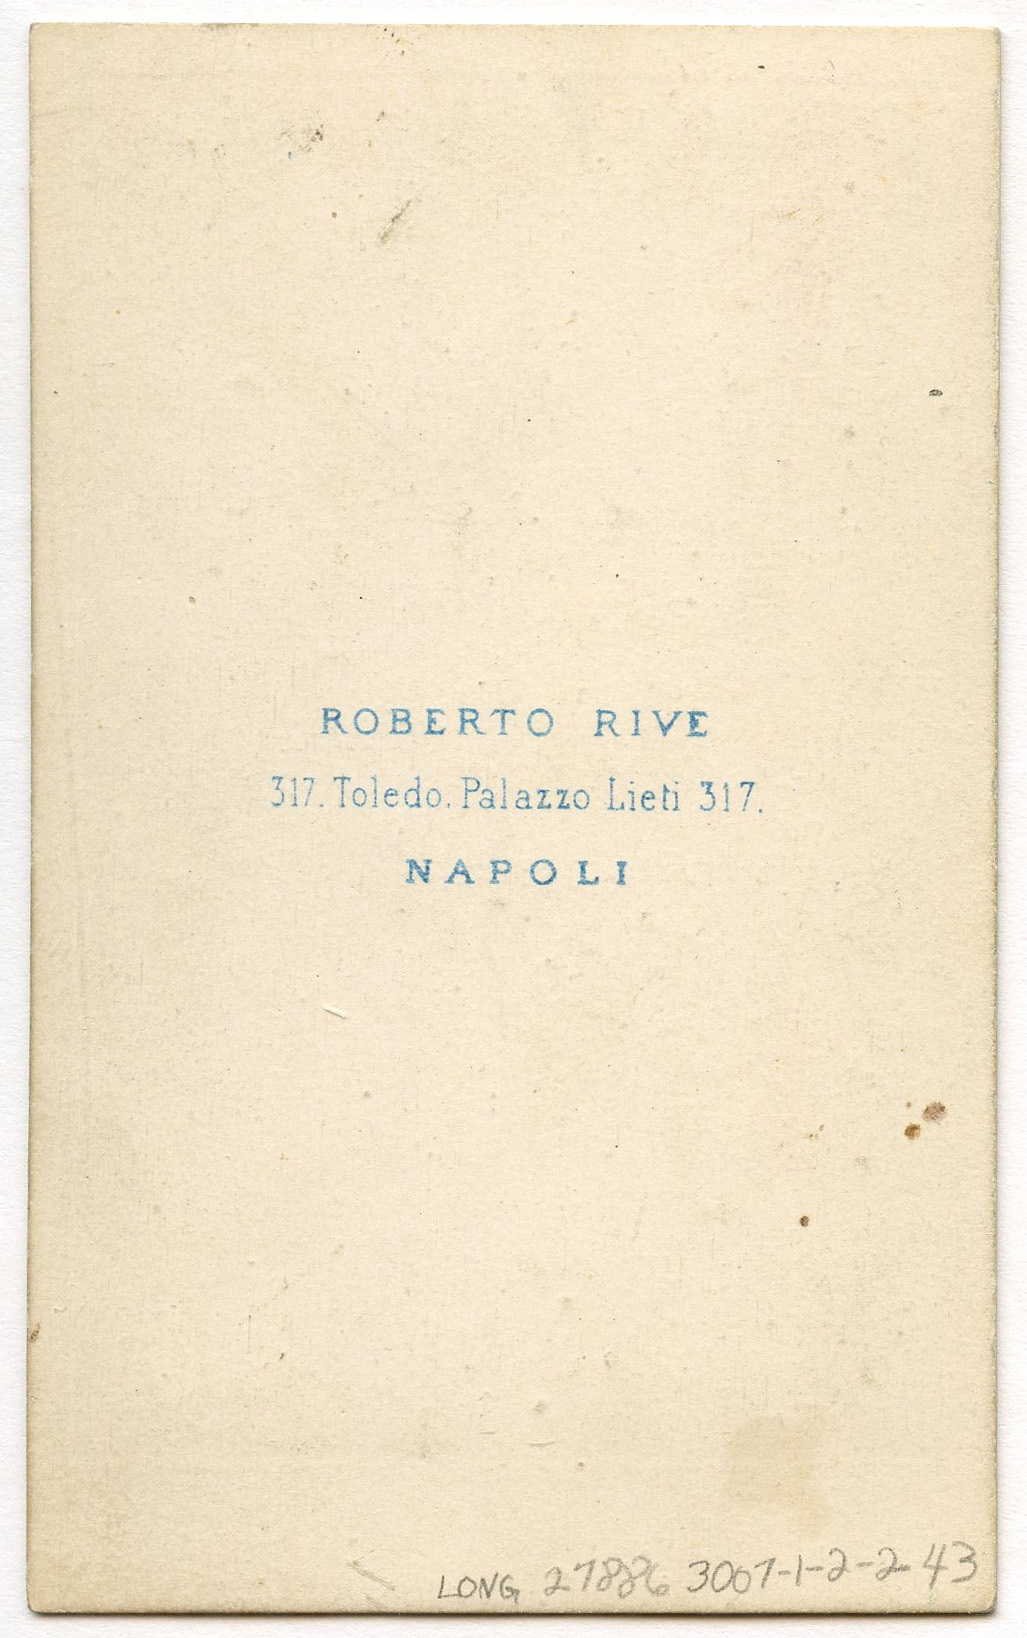 ROBERTO RIVE
317. Toledo. Palazzo Lieti 317.
NAPOLI
LONG 27886 3007-1-2-2-43